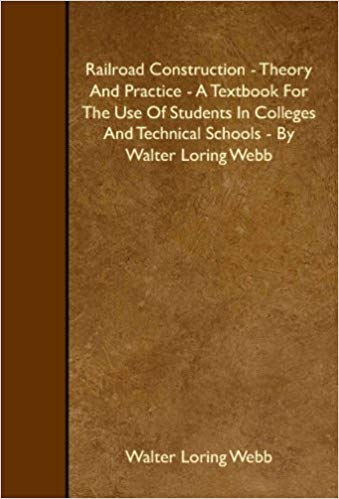 Railroad Construction - Theory
And Practice - A Textbook For
The Use Of Students In Colleges
And Technical Schools - By
Walter Loring Webb
Walter Loring Webb